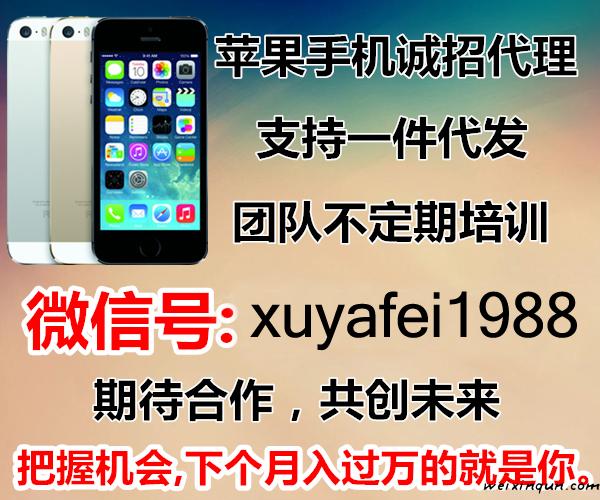 苹果手机诚招代理
支持一件代发
团队不定期培训
微信号: xuyafei1988
期待合作，共创未来
把握机会,下个月入过万的就是你。
weixinqun.com